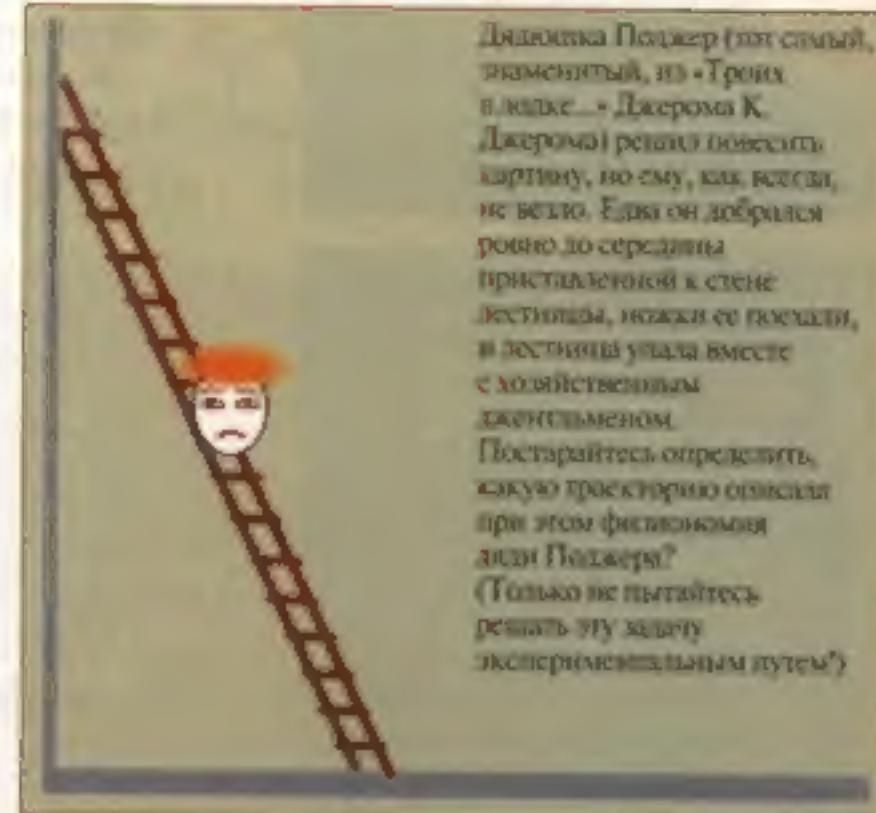 Дядюшка Поджер (тот самый,
знаменитый, из «Троих
в лодке...» Джерома К.
Джерома) решил повесить
картину, но ему, как всегда,
не везло. Едва он добрался
ровно до середины
приставленной к стене
лестницы, ножки ее поехали,
и лестница упала вместе
с хозяйственным
джентльменом.
Постарайтесь определить,
какую траекторию описала
при этом физиономия
дяди Поджера?
(Только не пытайтесь
решать эту задачу
экспериментальным путем!)